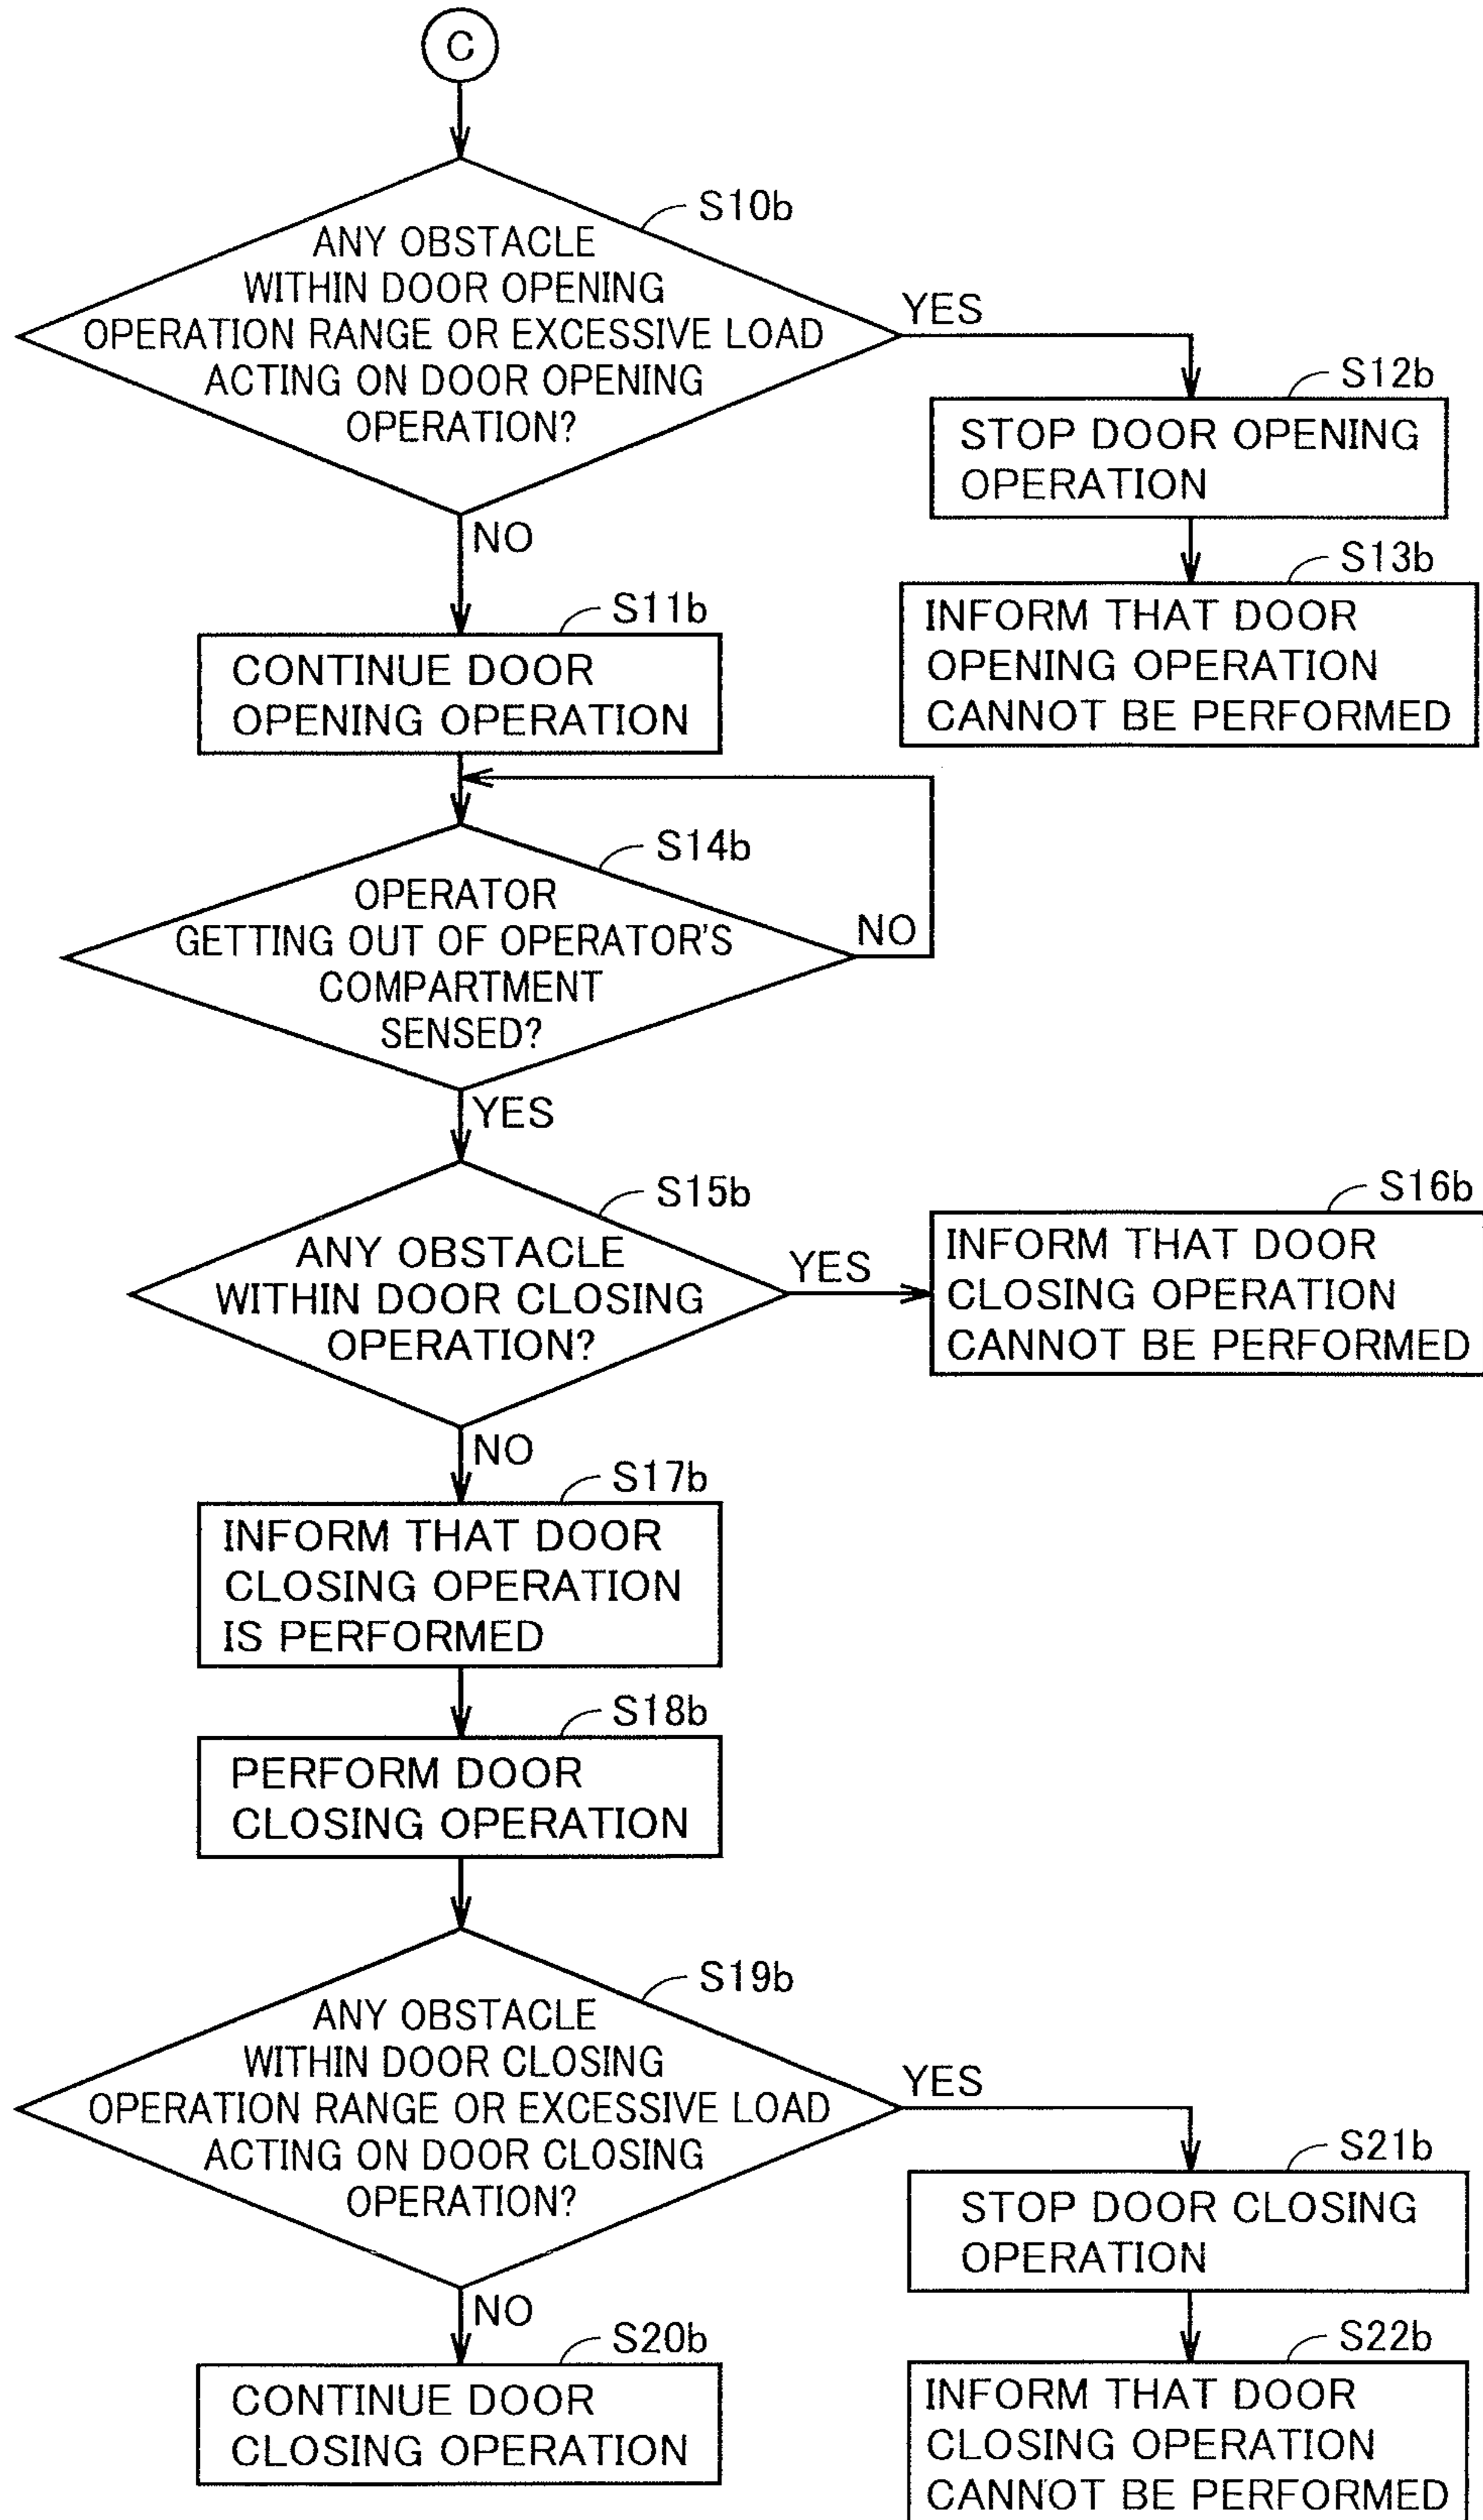 C
S10b
ANY OBSTACLE
WITHIN DOOR OPENING
OPERATION RANGE OR EXCESSIVE LOAD
ACTING ON DOOR OPENING
OPERATION?
YES
S12b
STOP DOOR OPENING
OPERATION
NO
S13b
INFORM THAT DOOR
OPENING OPERATION
CANNOT BE PERFORMED
S11b
CONTINUE DOOR
OPENING OPERATION
S14b
OPERATOR
GETTING OUT OF OPERATOR'S
COMPARTMENT
SENSED?
NO
YES
S15b
ANY OBSTACLE
WITHIN DOOR CLOSING
OPERATION?
YES
S16b
INFORM THAT DOOR
CLOSING OPERATION
CANNOT BE PERFORMED
NO
S17b
INFORM THAT DOOR
CLOSING OPERATION
IS PERFORMED
S18b
PERFORM DOOR
CLOSING OPERATION
S19b
ANY OBSTACLE
WITHIN DOOR CLOSING
OPERATION RANGE OR EXCESSIVE LOAD
ACTING ON DOOR CLOSING
OPERATION?
YES
S21b
STOP DOOR CLOSING
OPERATION
NO
S20b
CONTINUE DOOR
CLOSING OPERATION
S22b
INFORM THAT DOOR
CLOSING OPERATION
CANNOT BE PERFORMED